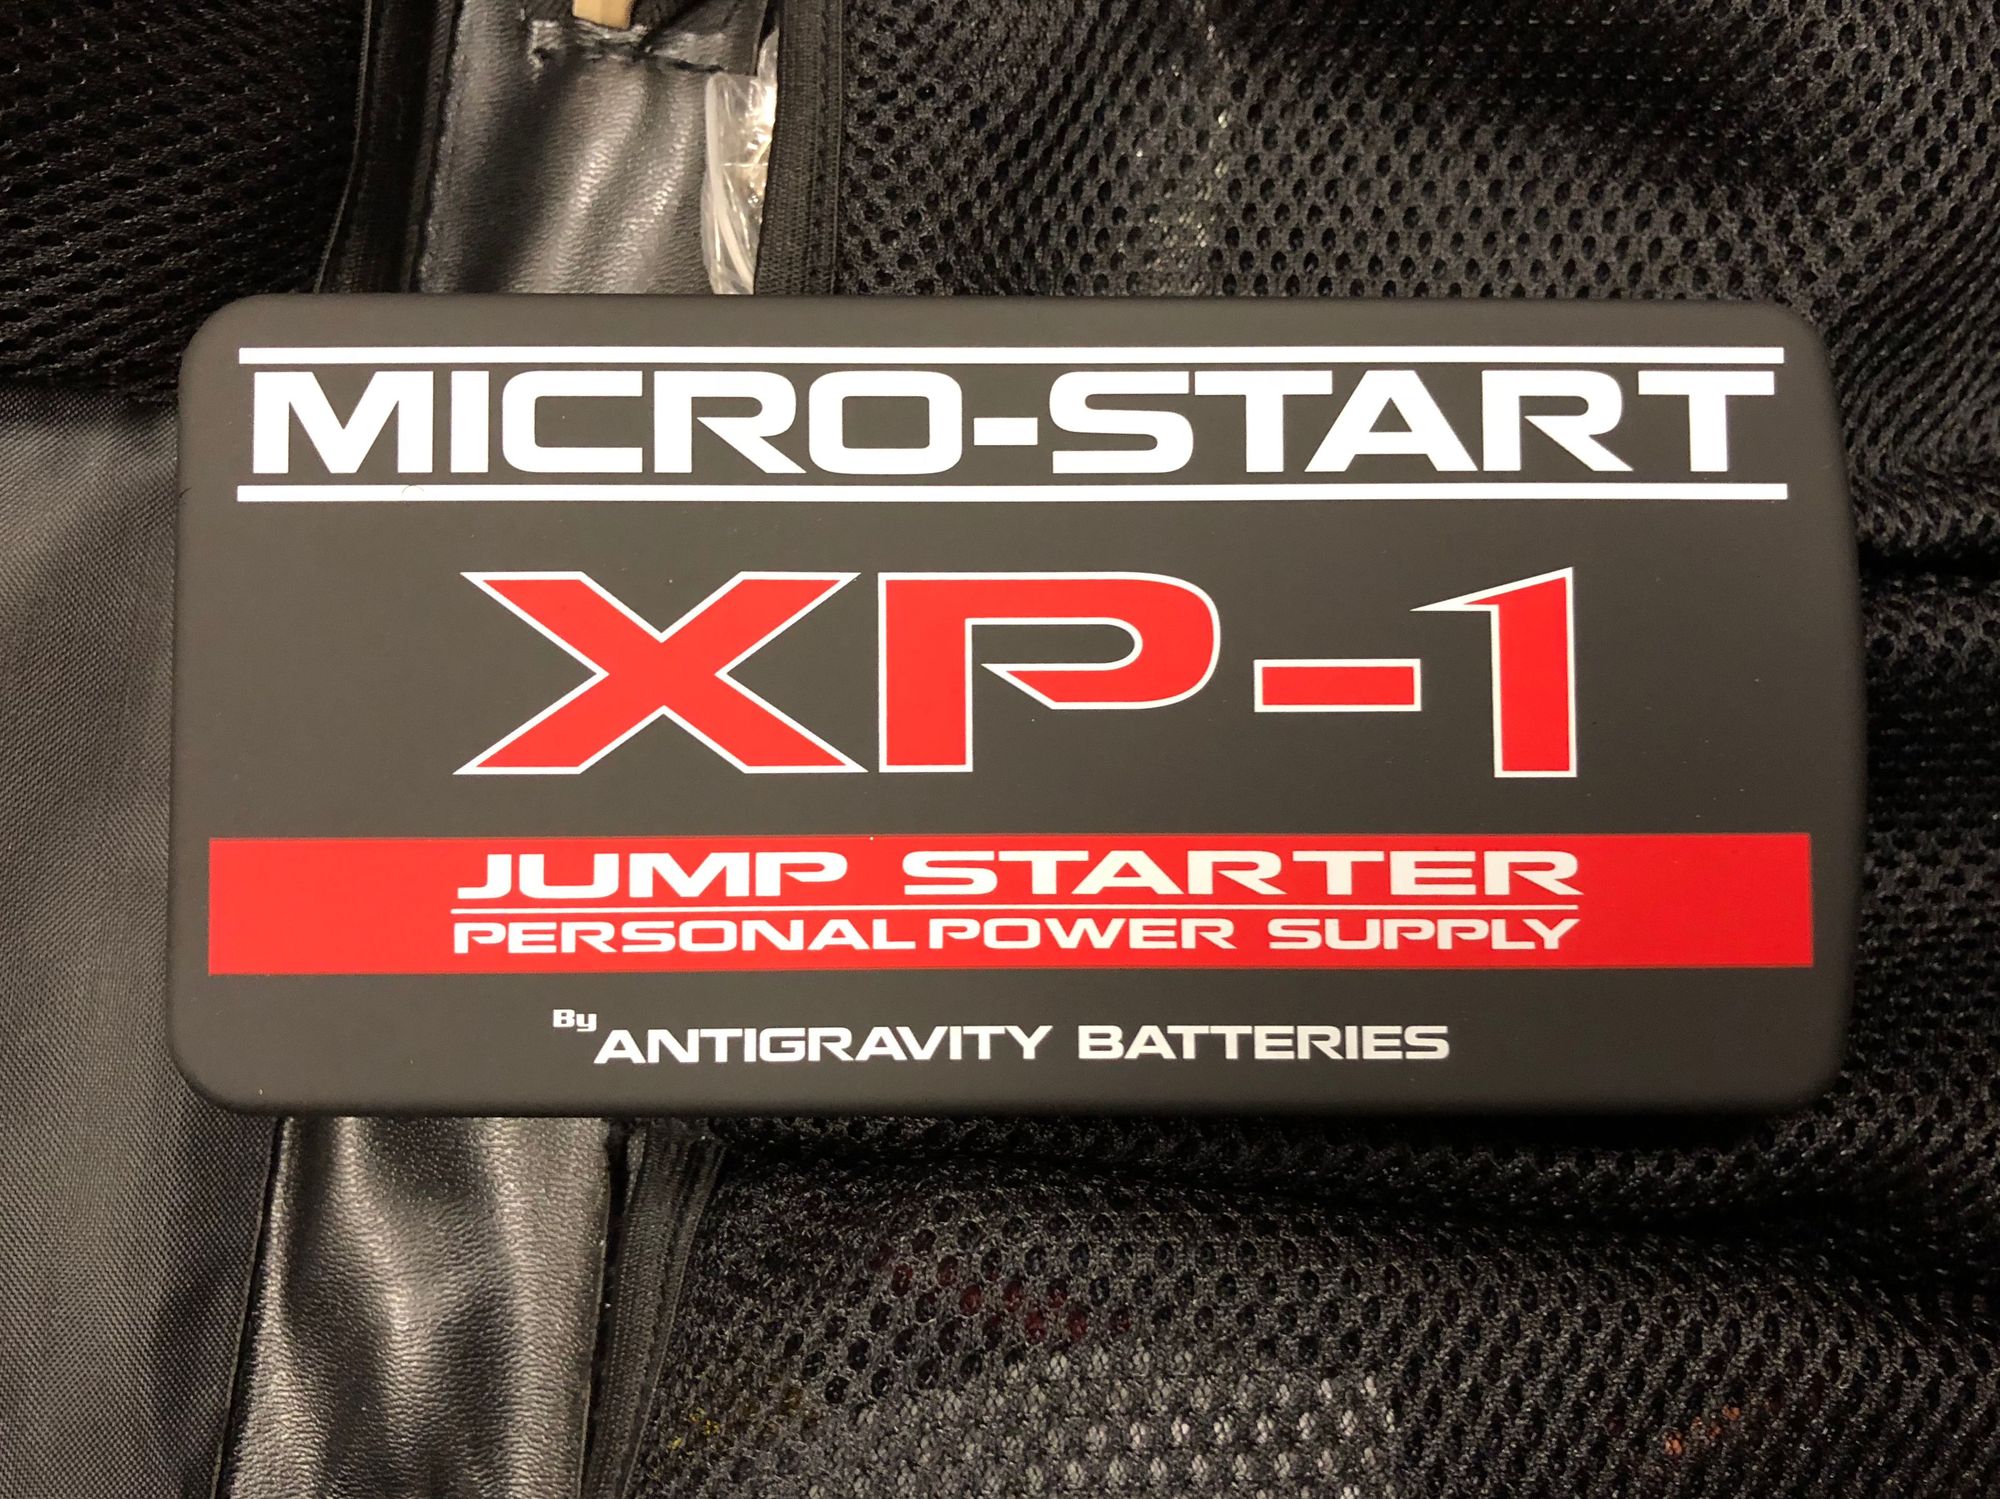 MICRO-START
XP-1
JUMP STARTER
PERSONAL POWER SUPPLY
By ANTIGRAVITY BATTERIES